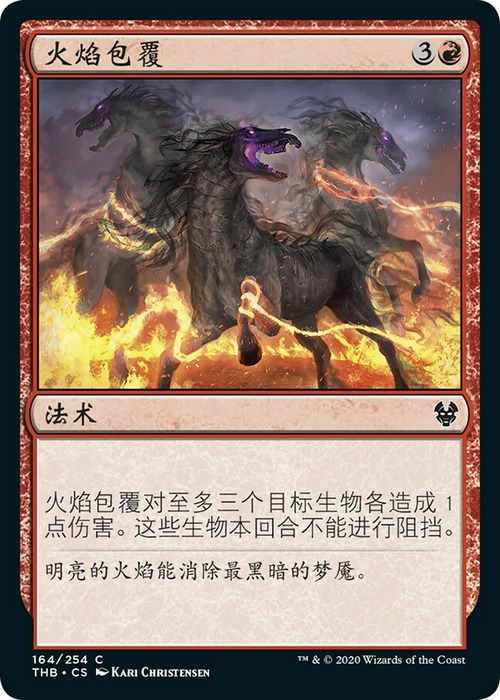 火焰包覆 3
法术
火焰包覆对至多三个目标生物各造成 1
点伤害。这些生物本回合不能进行阻挡。
明亮的火焰能消除最黑暗的梦魇。
164/254 C
THB • CS Kari Christensen
™ & © 2020 Wizards of the Coast